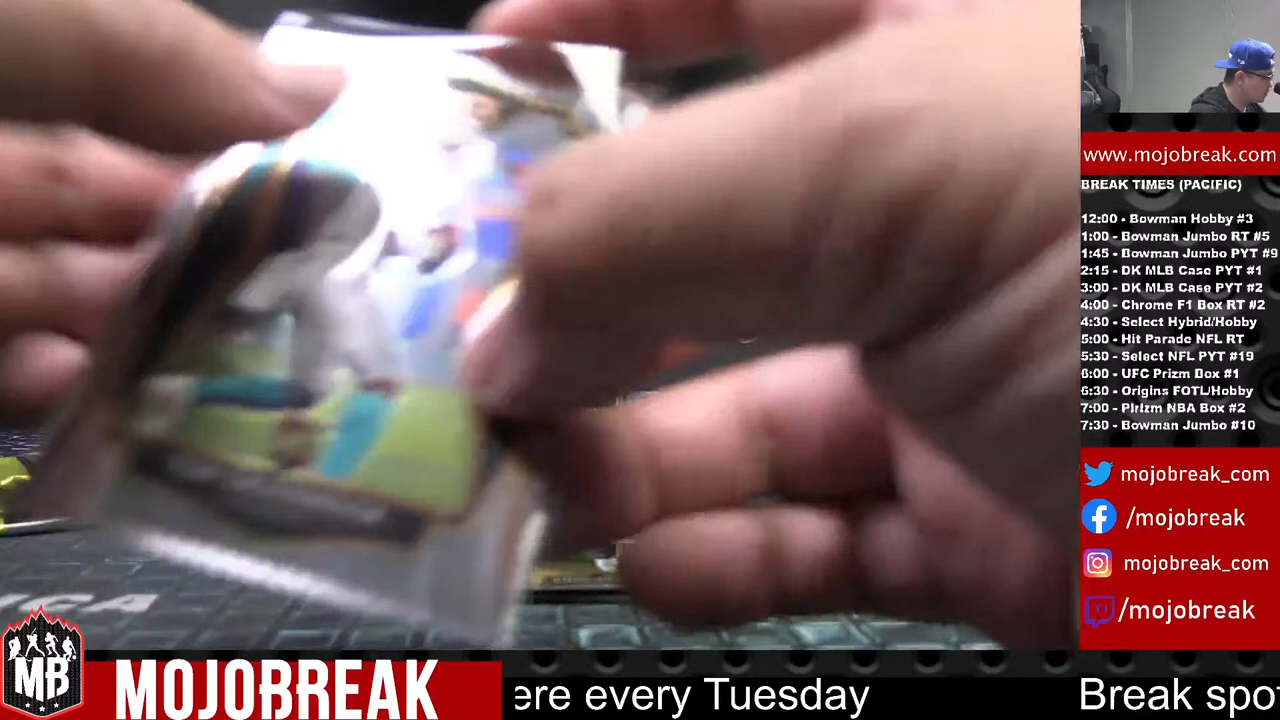 www.mojobreak.com
BREAK TIMES (PACIFIC)
12:00 - Bowman Hobby #3
1:00 - Bowman Jumbo RT #5
1:45 - Bowman Jumbo PYT #9
2:15 - DK MLB Case PYT #1
3:00 - DK MLB Case PYT #2
4:00 - Chrome F1 Box RT #2
4:30 - Select Hybrid/Hobby
5:00 - Hit Parade NFL RT
5:30 - Select NFL PYT #19
6:00 - UFC Prizm Box #1
6:30 - Origins FOTL/Hobby
7:00 - Pirizm NBA Box #2
7:30 - Bowman Jumbo #10
mojobreak_com
/mojobreak
mojobreak_com
/mojobreak
MB
MOJOBREAK
ere every Tuesday
Break spo